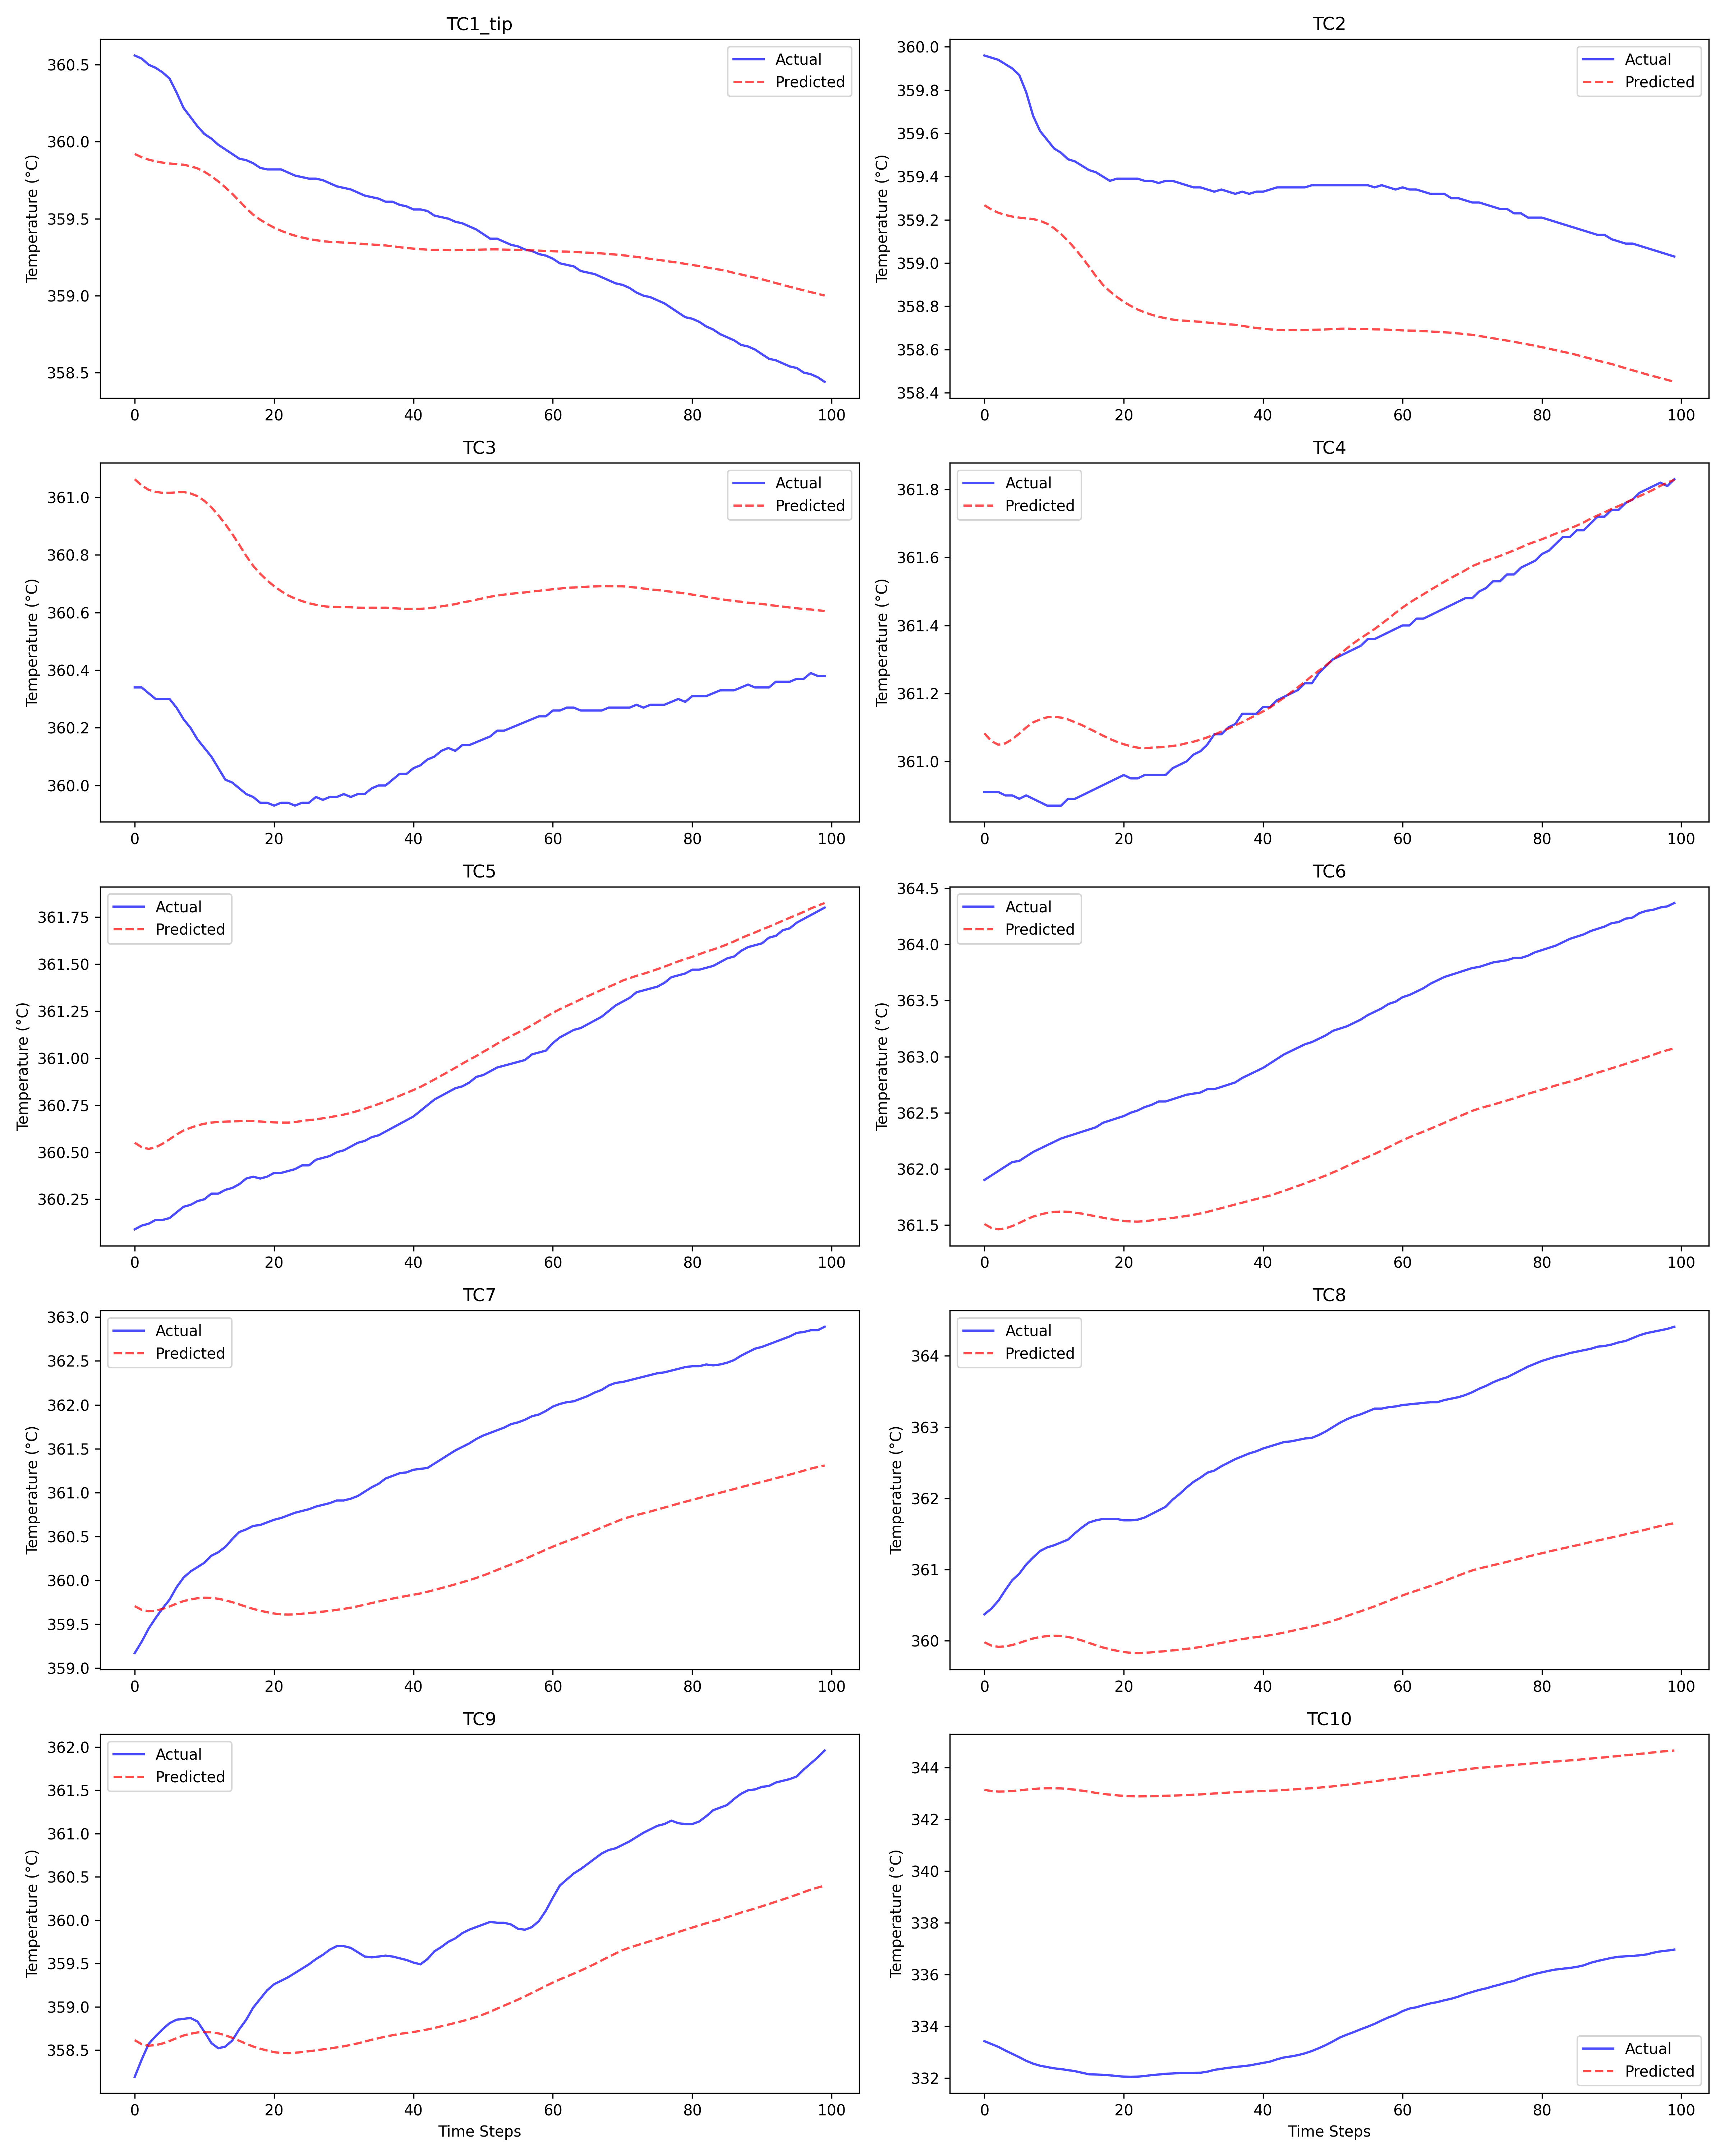 TC1_tip
Temperature (°C)
360.5
360.0
359.5
359.0
358.5
0 20 40 60 80 100
Actual
Predicted
TC2
Temperature (°C)
360.0
359.8
359.6
359.4
359.2
359.0
358.8
358.6
358.4
0 20 40 60 80 100
Actual
Predicted
TC3
Temperature (°C)
361.0
360.8
360.6
360.4
360.2
360.0
0 20 40 60 80 100
Actual
Predicted
TC4
Temperature (°C)
361.8
361.6
361.4
361.2
361.0
0 20 40 60 80 100
Actual
Predicted
TC5
Temperature (°C)
361.75
361.50
361.25
361.00
360.75
360.50
360.25
0 20 40 60 80 100
Actual
Predicted
TC6
Temperature (°C)
364.5
364.0
363.5
363.0
362.5
362.0
361.5
0 20 40 60 80 100
Actual
Predicted
TC7
Temperature (°C)
363.0
362.5
362.0
361.5
361.0
360.5
360.0
359.5
359.0
0 20 40 60 80 100
Actual
Predicted
TC8
Temperature (°C)
364
363
362
361
360
0 20 40 60 80 100
Actual
Predicted
TC9
Temperature (°C)
362.0
361.5
361.0
360.5
360.0
359.5
359.0
358.5
0 20 40 60 80 100
Time Steps
Actual
Predicted
TC10
Temperature (°C)
344
342
340
338
336
334
332
0 20 40 60 80 100
Time Steps
Actual
Predicted